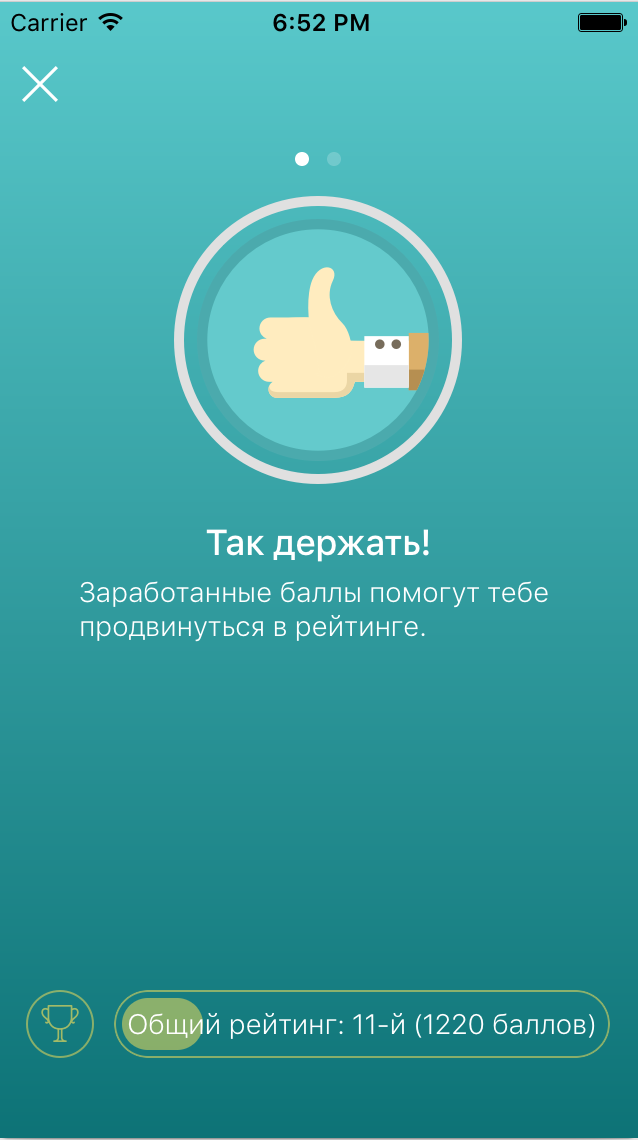 Carrier 6:52 PM
Так держать!
Заработанные баллы помогут тебе
продвинуться в рейтинге.
Общий рейтинг: 11-й (1220 баллов)